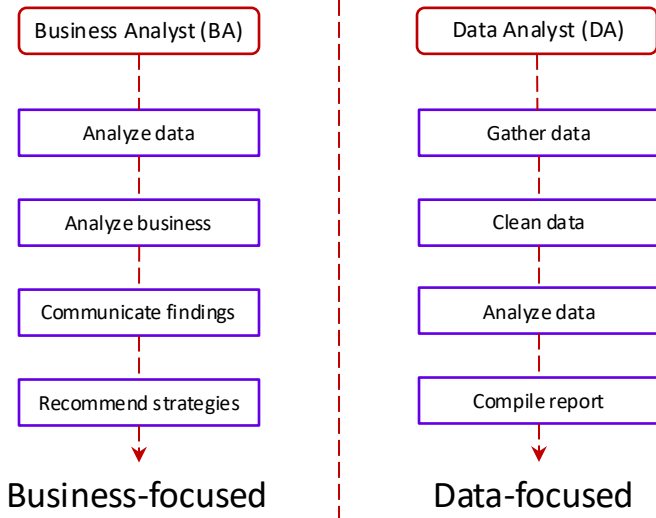 Business Analyst (BA)
Analyze data
Analyze business
Communicate findings
Recommend strategies
Business-focused
Data Analyst (DA)
Gather data
Clean data
Analyze data
Compile report
Data-focused